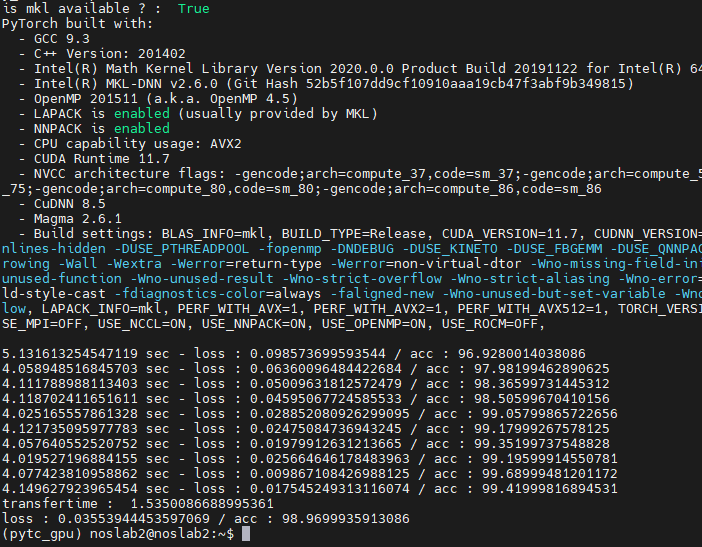 is mkl available ? :  True
PyTorch built with:
  - GCC 9.3
  - C++ Version: 201402
  - Intel(R) Math Kernel Library Version 2020.0.0 Product Build 20191122 for Intel(R) 64
  - Intel(R) MKL-DNN v2.6.0 (Git Hash 52b5f107dd9cf10910aaa19cb47f3abf9b349815)
  - OpenMP 201511 (a.k.a. OpenMP 4.5)
  - LAPACK is enabled (usually provided by MKL)
  - NNPACK is enabled
  - CPU capability usage: AVX2
  - CUDA Runtime 11.7
  - NVCC architecture flags: -gencode;arch=compute_37,code=sm_37;-gencode;arch=compute_5
_75;-gencode;arch=compute_80,code=sm_80;-gencode;arch=compute_86,code=sm_86
  - CuDNN 8.5
  - Magma 2.6.1
  - Build settings: BLAS_INFO=mkl, BUILD_TYPE=Release, CUDA_VERSION=11.7, CUDNN_VERSION=
nlines-hidden -DUSE_PTHREADPOOL -fopenmp -DNDEBUG -DUSE_KINETO -DUSE_FBGEMM -DUSE_QNNPAC
rowing -Wall -Wextra -Werror=return-type -Werror=non-virtual-dtor -Wno-missing-field-in
unused-function -Wno-unused-result -Wno-strict-overflow -Wno-strict-aliasing -Wno-error=
ld-style-cast -fdiagnostics-color=always -faligned-new -Wno-unused-but-set-variable -Wno
low, LAPACK_INFO=mkl, PERF_WITH_AVX=1, PERF_WITH_AVX2=1, PERF_WITH_AVX512=1, TORCH_VERSI
SE_MPI=OFF, USE_NCCL=ON, USE_NNPACK=ON, USE_OPENMP=ON, USE_ROCM=OFF,
5.131613254547119 sec - loss : 0.098573699593544 / acc : 96.9280014038086
4.058948516845703 sec - loss : 0.06360096484422684 / acc : 97.98199462890625
4.111788988113403 sec - loss : 0.05009631812572479 / acc : 98.36599731445312
4.118702411651611 sec - loss : 0.04595067724585533 / acc : 98.50599670410156
4.025165557861328 sec - loss : 0.028852080926299095 / acc : 99.05799865722656
4.121735095977783 sec - loss : 0.02475084736943245 / acc : 99.17999267578125
4.057640552520752 sec - loss : 0.01979912631213665 / acc : 99.35199737548828
4.019527196884155 sec - loss : 0.025664646178483963 / acc : 99.19599914550781
4.077423810958862 sec - loss : 0.009867108426988125 / acc : 99.68999481201172
4.149627923965454 sec - loss : 0.017545249313116074 / acc : 99.41999816894531
transfertime :  1.5350086688995361
loss : 0.03553944453597069 / acc : 98.9699935913086
(pytc_gpu) noslab2@noslab2:~$